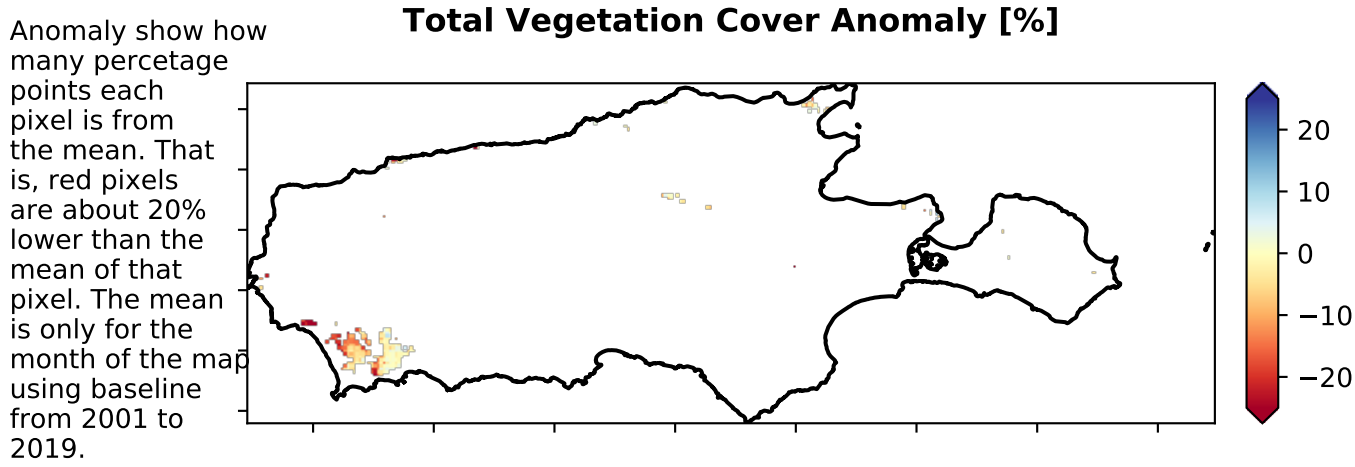 Total Vegetation Cover Anomaly [%]
Anomaly show how
many percetage
points each
pixel is from
the mean. That
is, red pixels
are about 20%
lower than the
mean of that
pixel. The mean
is only for the
month of the map
using baseline
from 2001 to
2019.
20
10
0
−10
−20